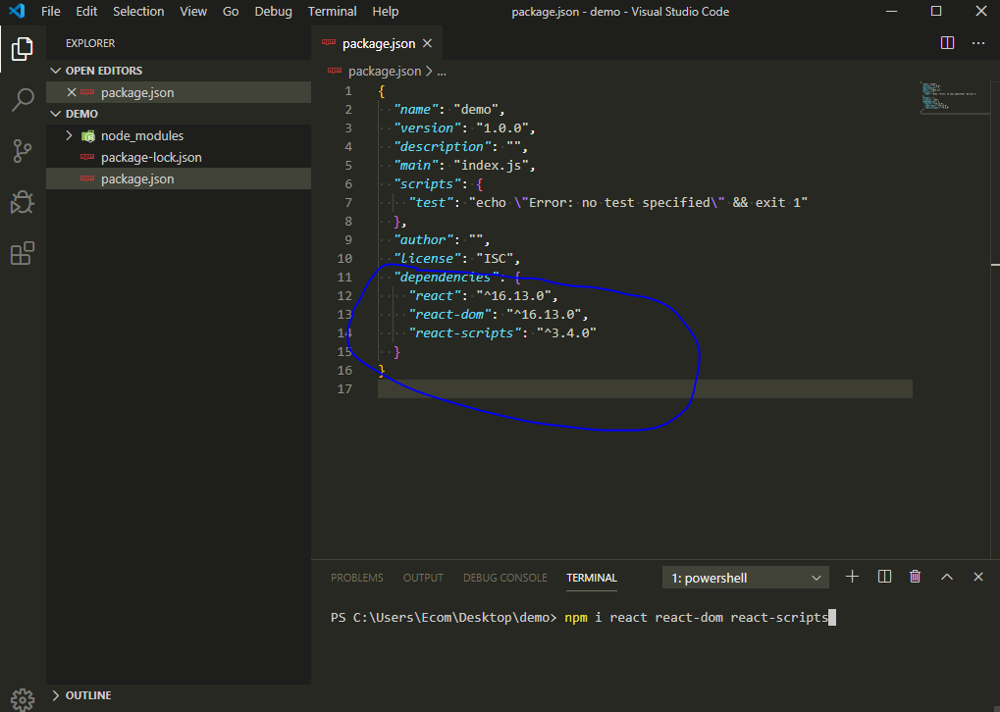 File Edit Selection View Go Debug Terminal Help package.json - demo - Visual Studio Code
EXPLORER
OPEN EDITORS
package.json
DEMO
node_modules
package-lock.json
package.json
OUTLINE
package.json
package.json > ...
1 {
2 "name": "demo",
3 "version": "1.0.0",
4 "description": "",
5 "main": "index.js",
6 "scripts": {
7 "test": "echo \"Error: no test specified\" && exit 1"
8 },
9 "author": "",
10 "license": "ISC",
11 "dependencies": {
12 "react": "^16.13.0",
13 "react-dom": "^16.13.0",
14 "react-scripts": "^3.4.0"
15 }
16 }
17
PROBLEMS OUTPUT DEBUG CONSOLE TERMINAL 1: powershell
PS C:\Users\Ecom\Desktop\demo> npm i react react-dom react-scripts